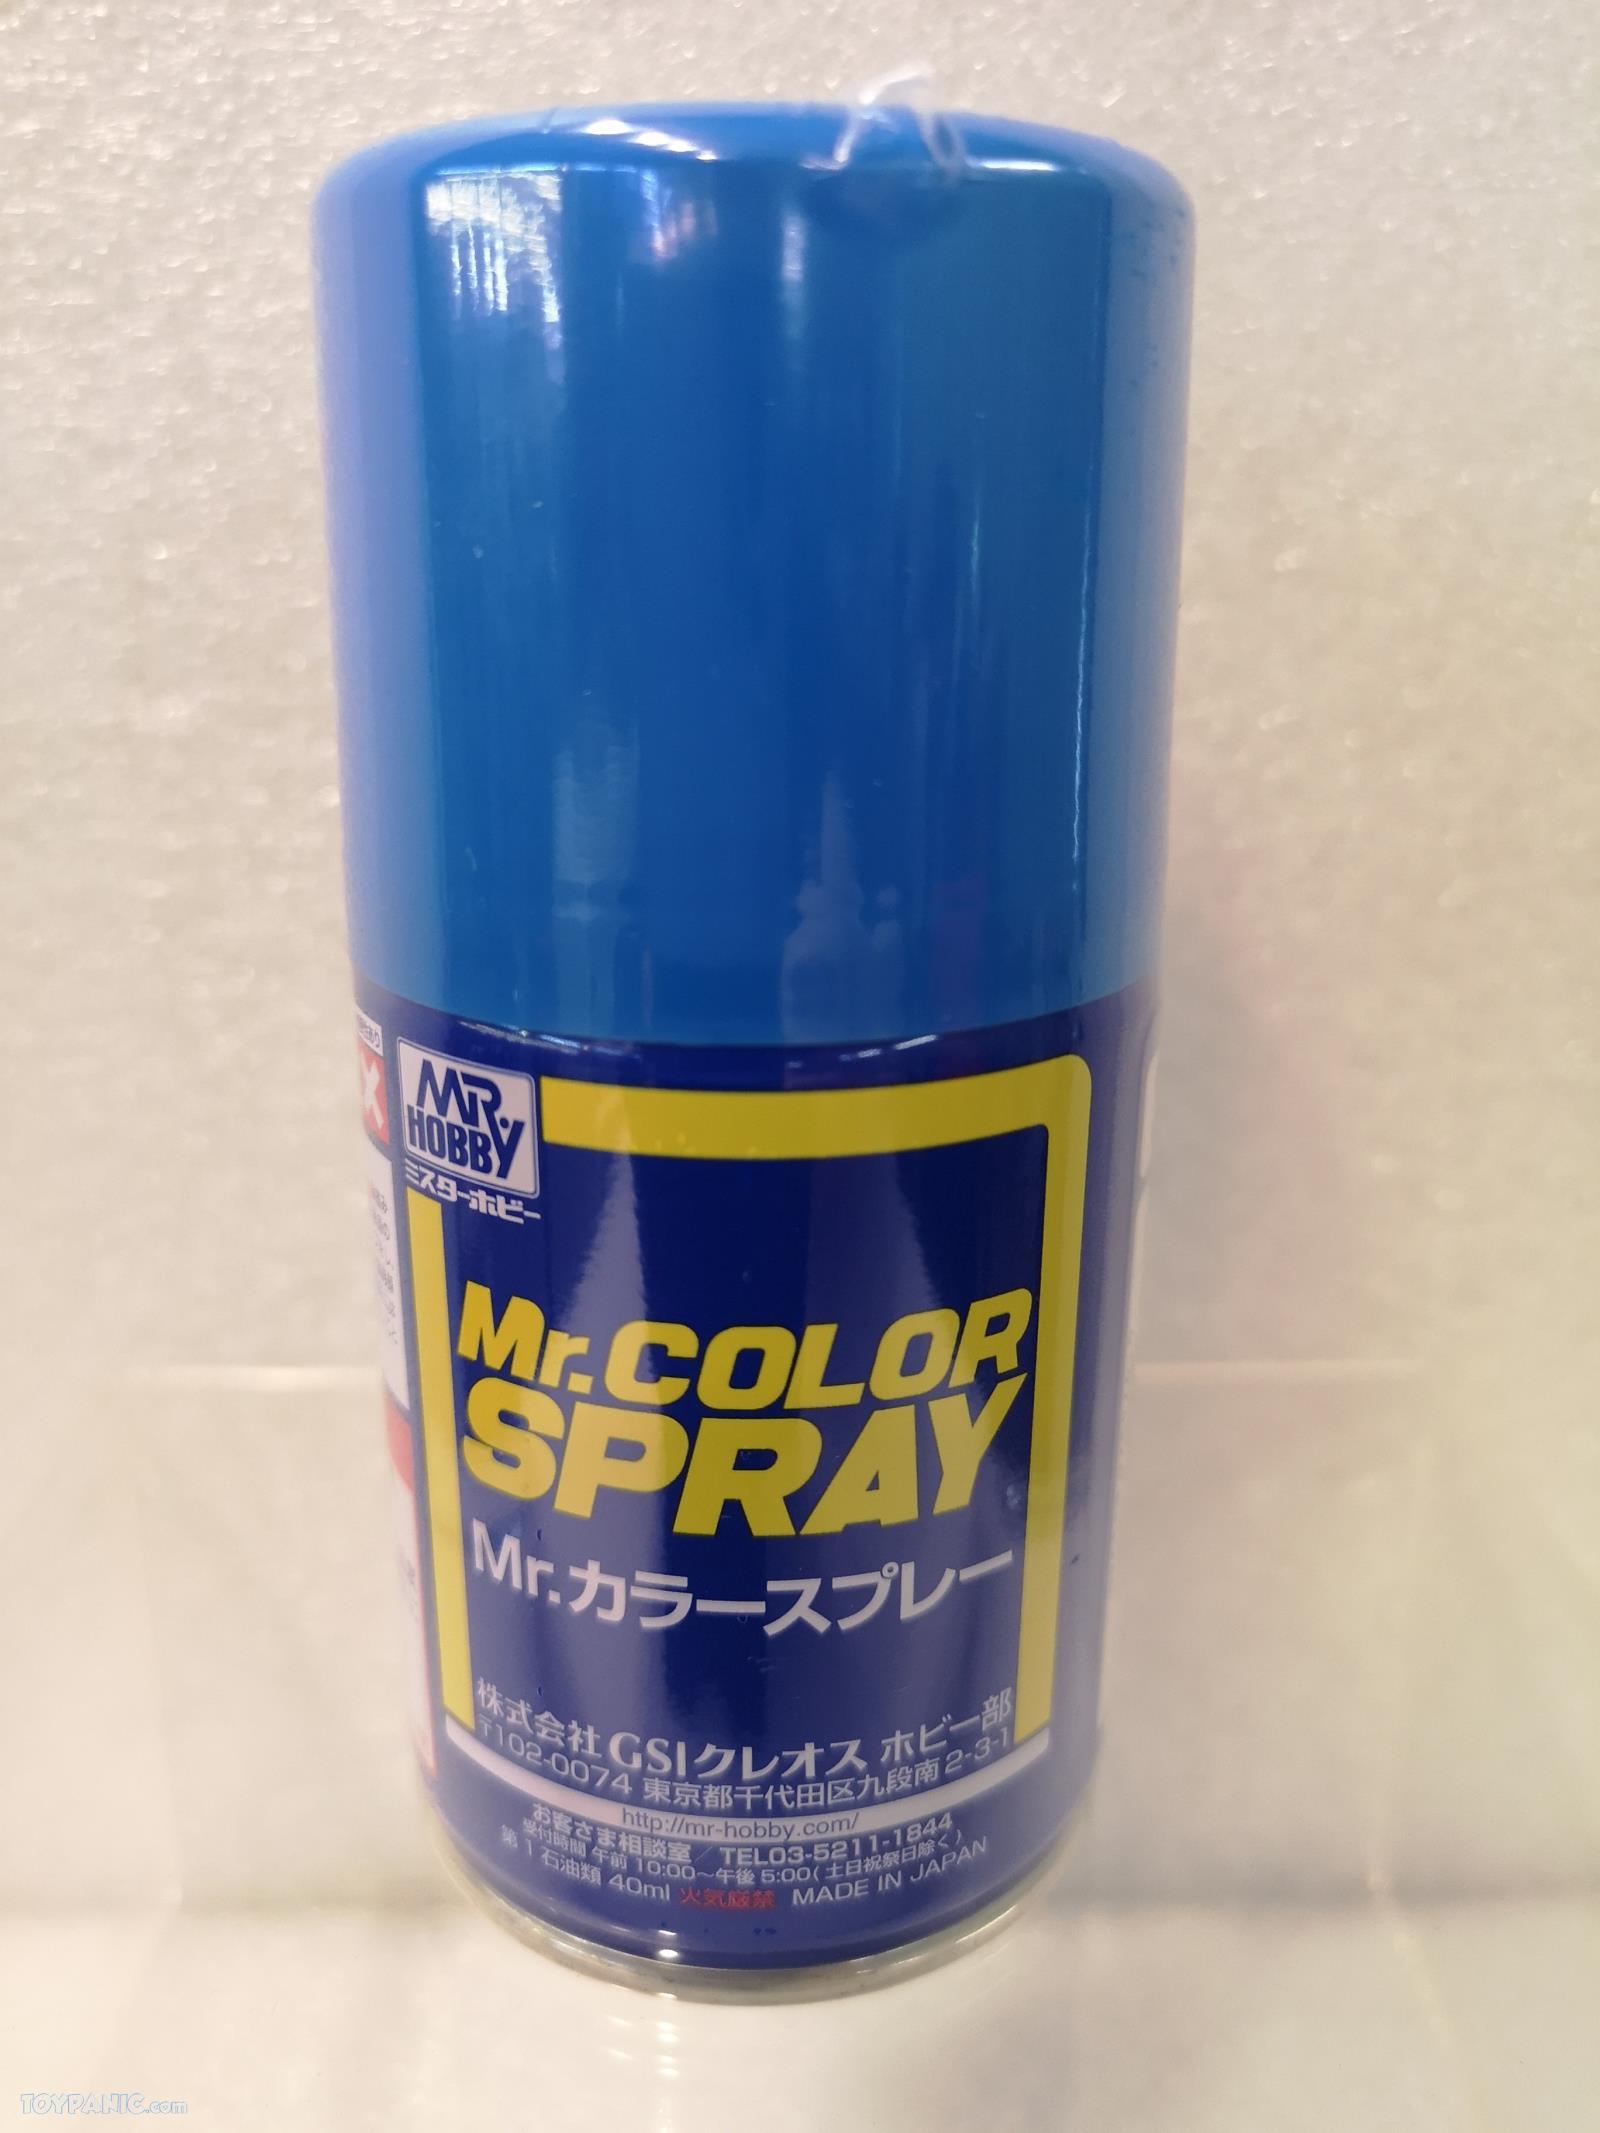 MR.
HOBBY
ミスターホビー
Mr.COLOR
SPRAY
Mr.カラースプレー
株式会社 GSIクレオス ホビー部
〒102-0074 東京都千代田区九段南2-3-1
http://mr-hobby.com/
お客さま相談室/TEL03-5211-1844
受付時間 午前10:00〜午後5:00(土日祝祭日除く)
第1石油類 40ml 火気厳禁 MADE IN JAPAN
TOYPANIC.com